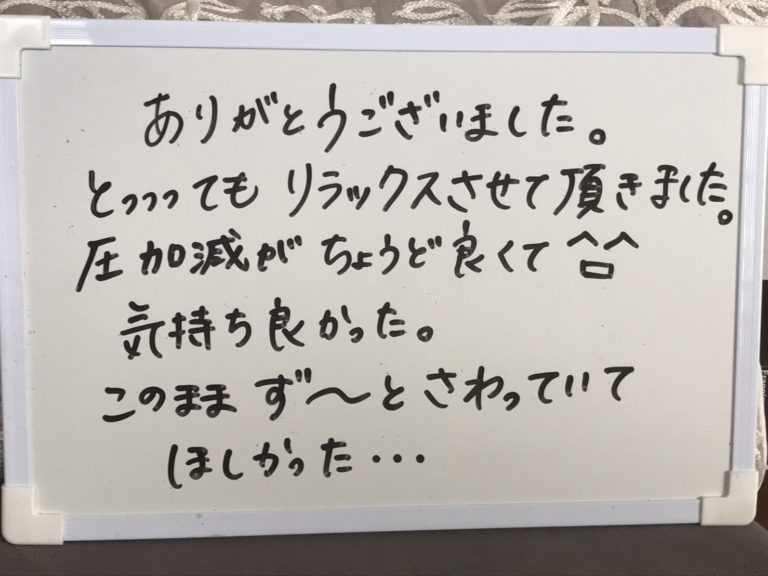 ありがとうございました。
とっっってもリラックスさせて頂きました。
圧加減がちょうど良くて ^ロ^
気持ち良かった。
このままず〜とさわっていて
ほしかった・・・